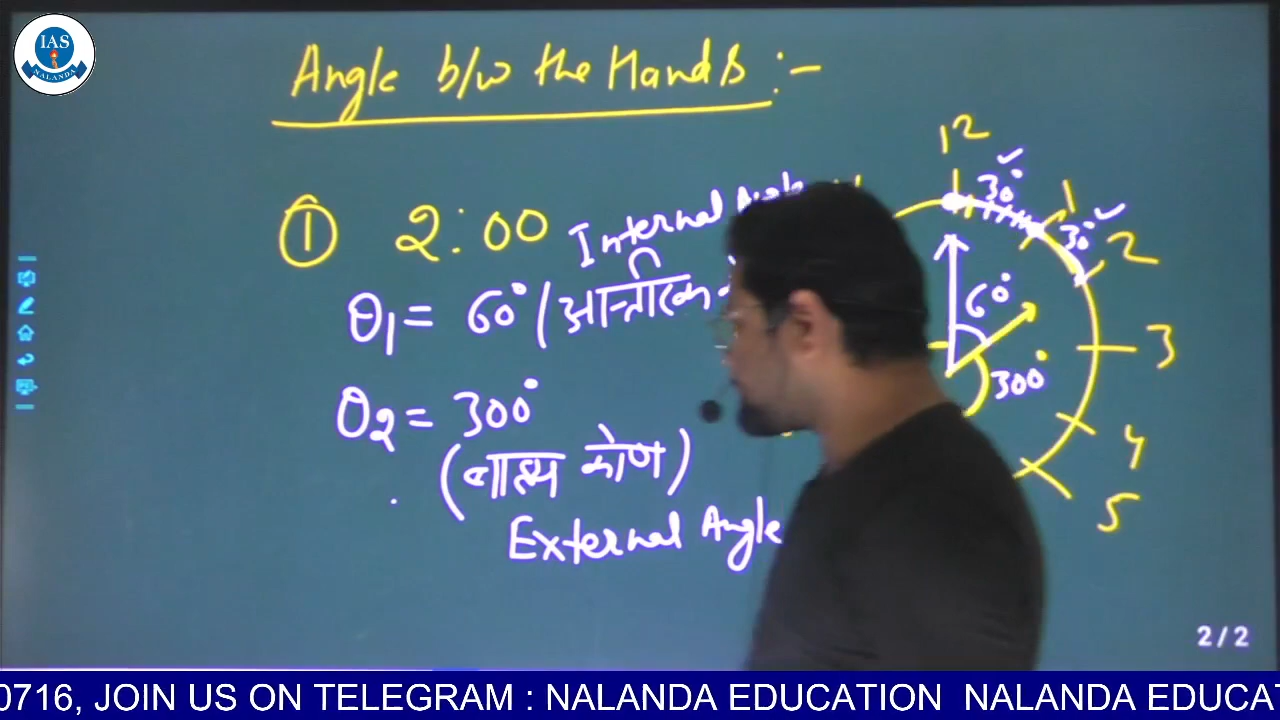 IAS
NALANDA
Angle b/w the Hands :-
① 2:00
Internal
θ1 = 60° (आन्तरिक
θ2 = 300°
(बाह्य कोण)
External Angle
12
30°
1
30°
2
60°
3
300°
4
5
2/2
0716, JOIN US ON TELEGRAM : NALANDA EDUCATION NALANDA EDUCAT